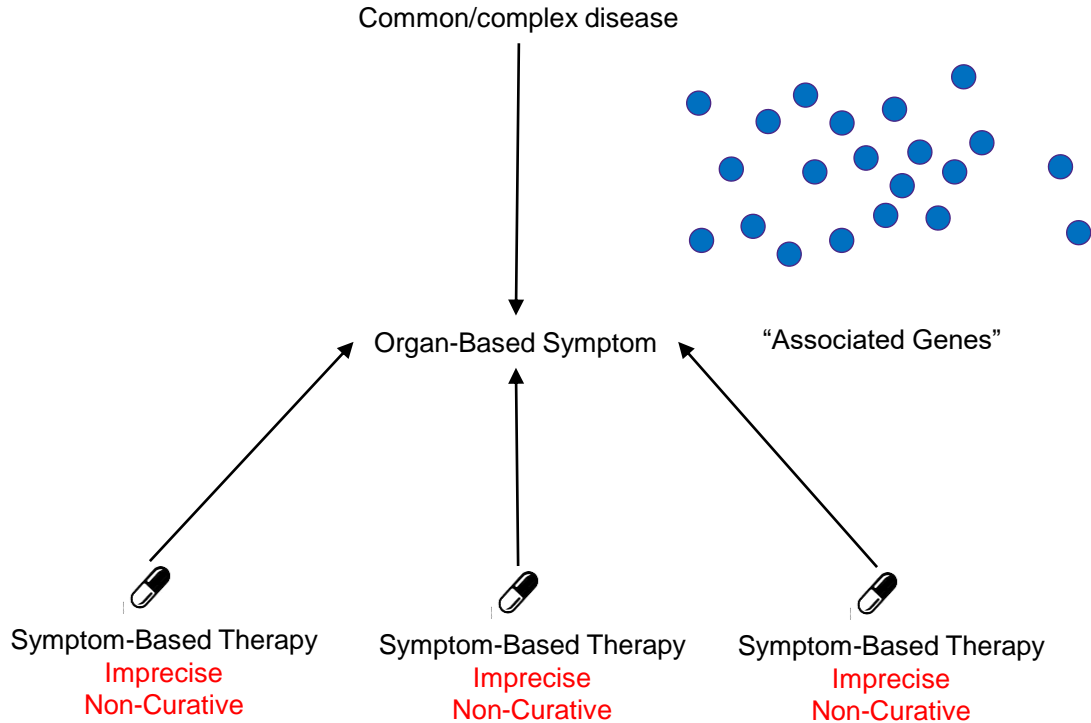 Common/complex disease
Organ-Based Symptom
“Associated Genes”
Symptom-Based Therapy
Imprecise
Non-Curative
Symptom-Based Therapy
Imprecise
Non-Curative
Symptom-Based Therapy
Imprecise
Non-Curative